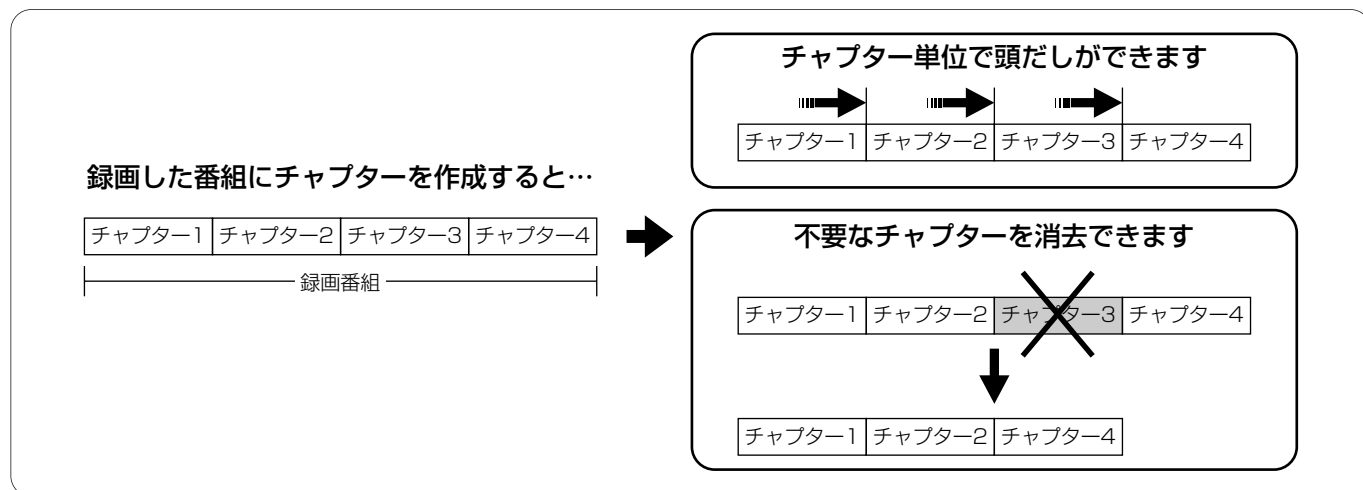 録画した番組にチャプターを作成すると…
チャプター1 チャプター2 チャプター3 チャプター4
録画番組
チャプター単位で頭だしができます
チャプター1 チャプター2 チャプター3 チャプター4
不要なチャプターを消去できます
チャプター1 チャプター2 チャプター3 チャプター4
チャプター1 チャプター2 チャプター4